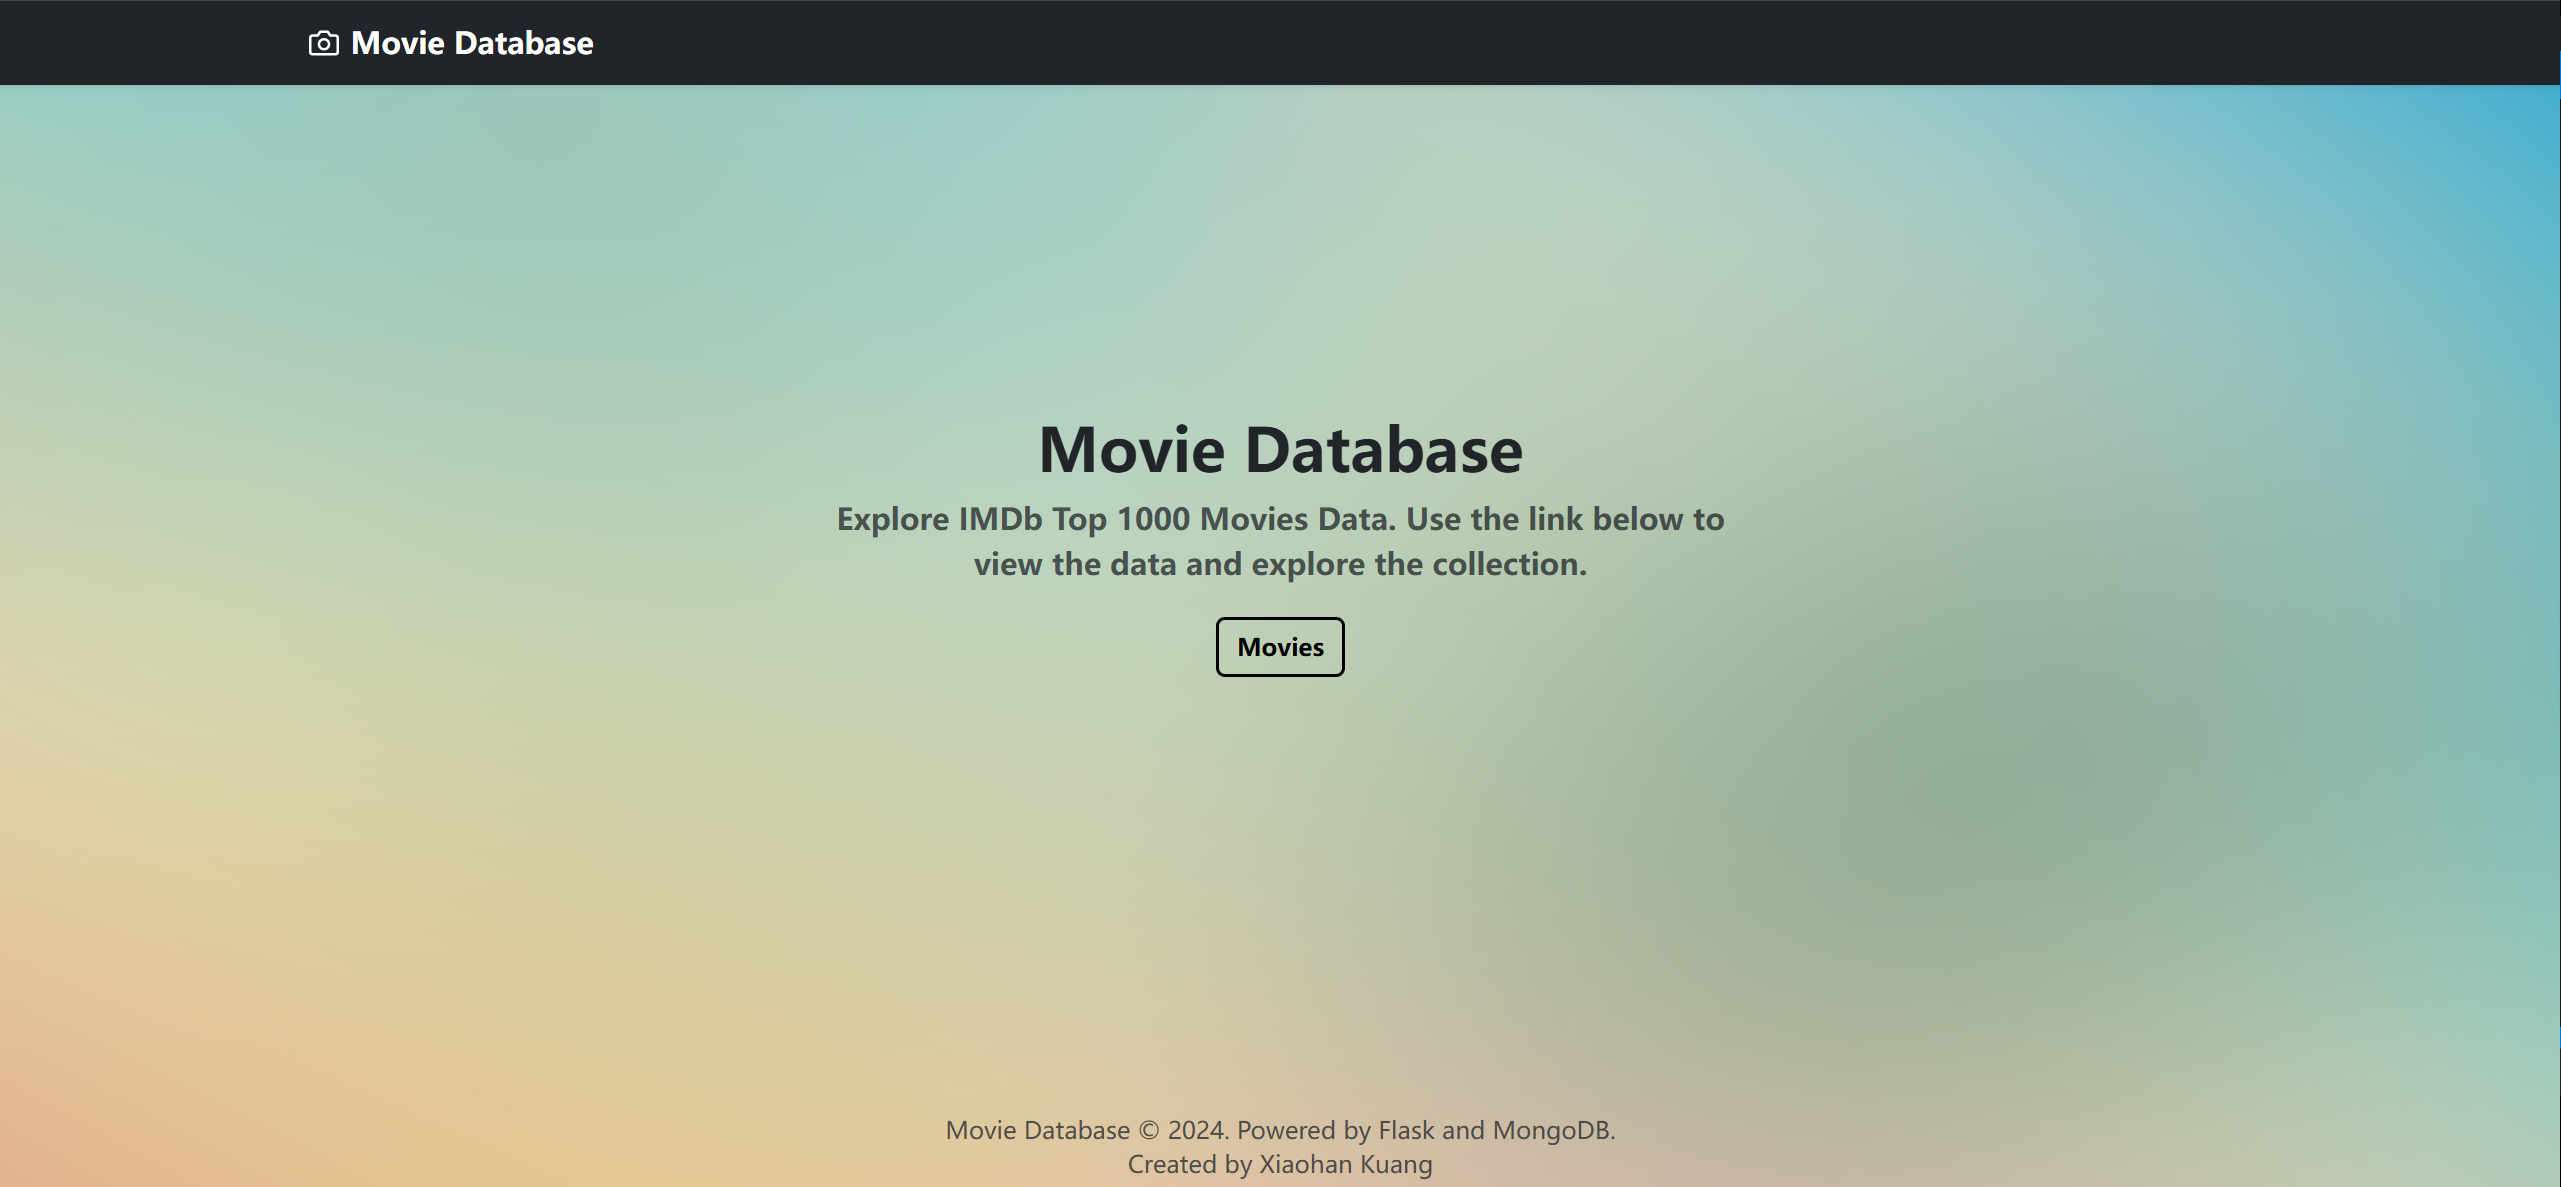 Movie Database
Movie Database
Explore IMDb Top 1000 Movies Data. Use the link below to
view the data and explore the collection.
Movies
Movie Database © 2024. Powered by Flask and MongoDB.
Created by Xiaohan Kuang